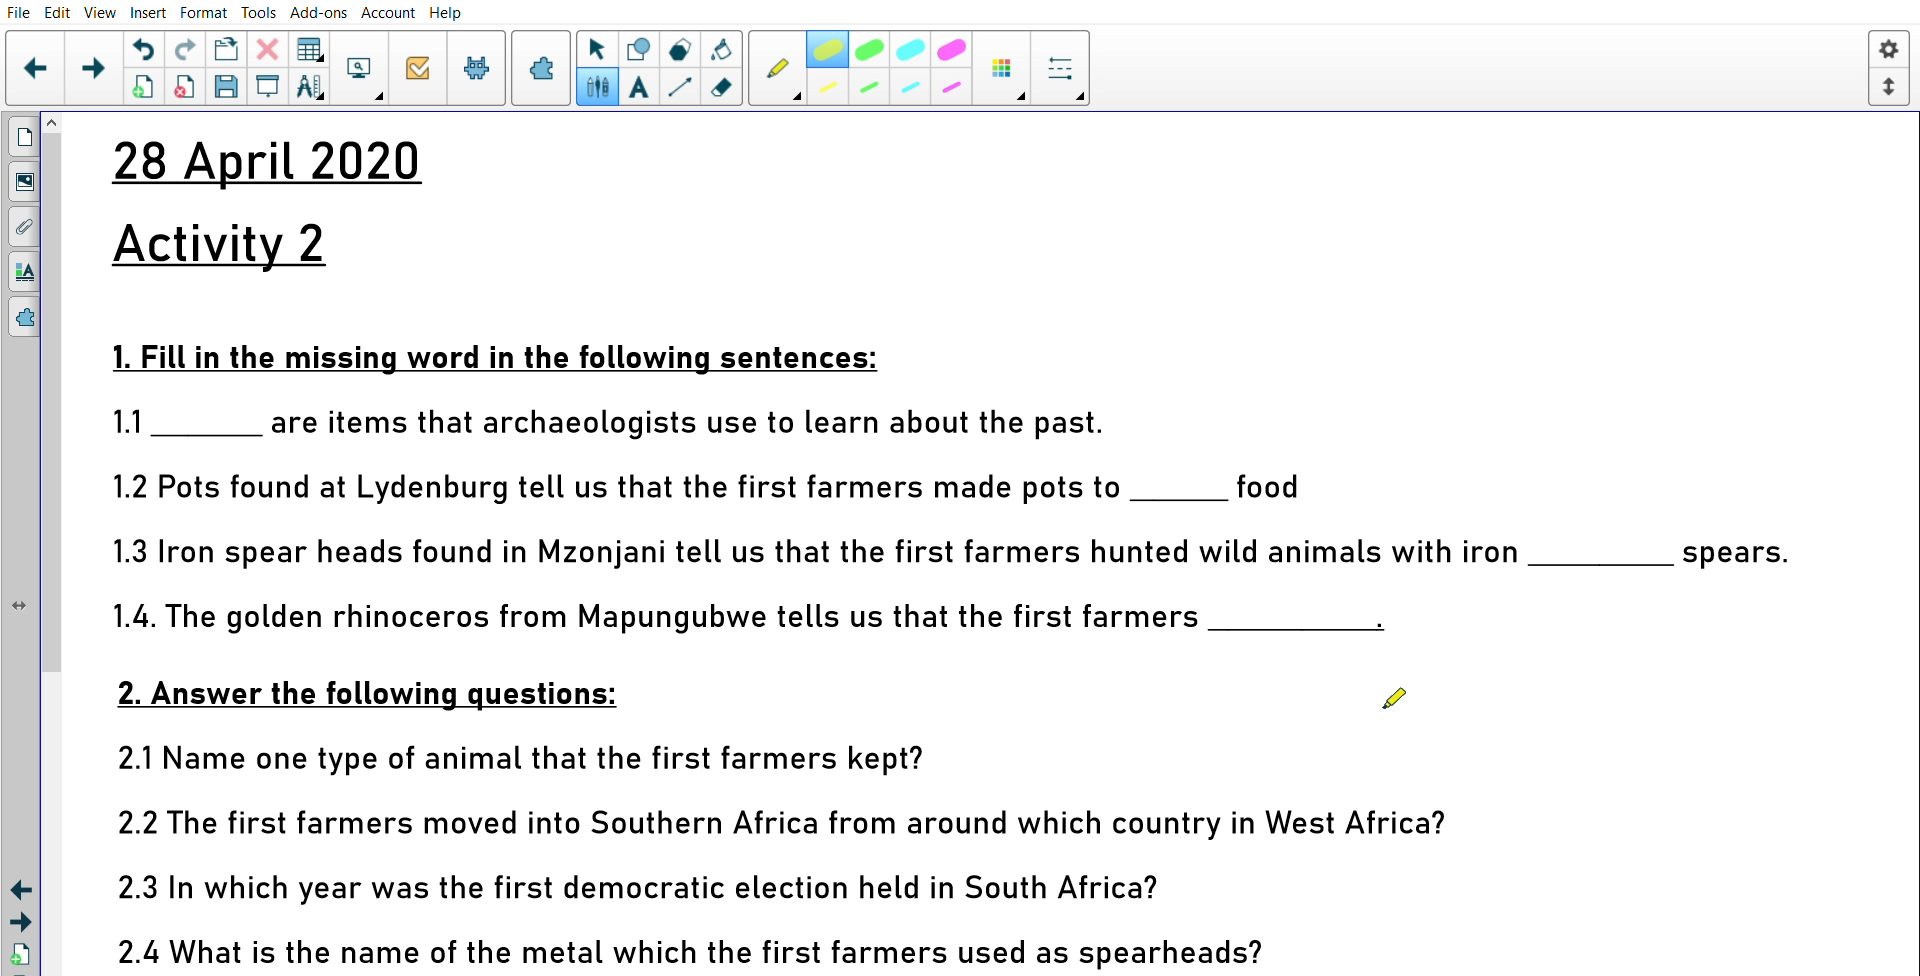 File Edit View Insert Format Tools Add-ons Account Help
28 April 2020
Activity 2
1. Fill in the missing word in the following sentences:
1.1 _______ are items that archaeologists use to learn about the past.
1.2 Pots found at Lydenburg tell us that the first farmers made pots to ______ food
1.3 Iron spear heads found in Mzonjani tell us that the first farmers hunted wild animals with iron _________ spears.
1.4. The golden rhinoceros from Mapungubwe tells us that the first farmers __________.
2. Answer the following questions:
2.1 Name one type of animal that the first farmers kept?
2.2 The first farmers moved into Southern Africa from around which country in West Africa?
2.3 In which year was the first democratic election held in South Africa?
2.4 What is the name of the metal which the first farmers used as spearheads?